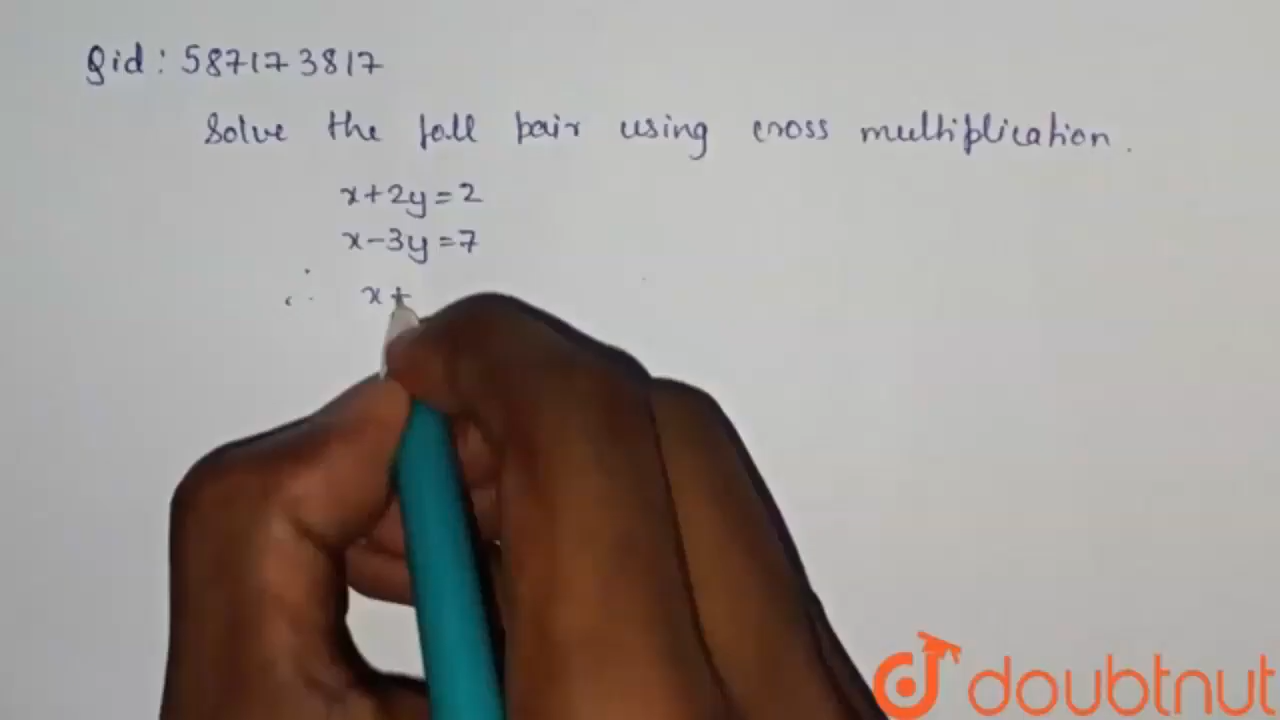 Qid: 587173817
Solve the foll pair using cross multiplication.
x+2y=2
x-3y=7
∴ x+
doubtnut